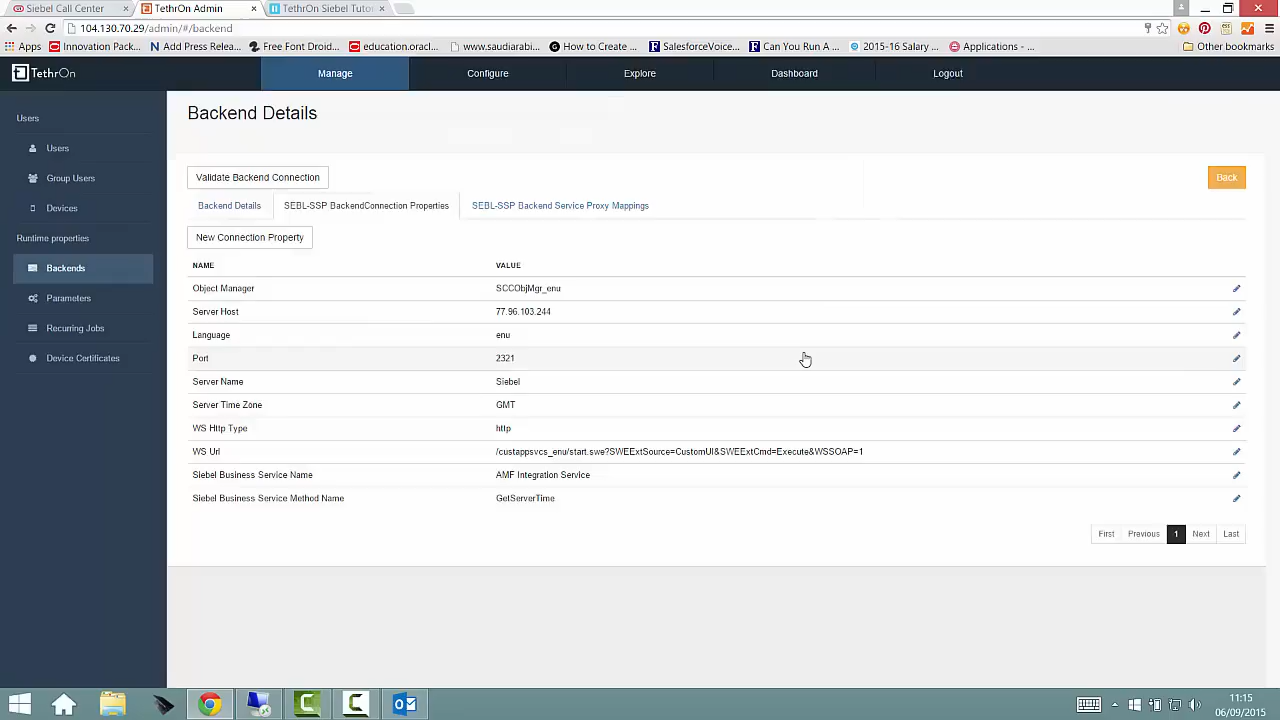 Siebel Call Center
TethrOn Admin
TethrOn Siebel Tuto
104.130.70.29/admin/#/backend
Apps
Innovation Pack...
Add Press Relea...
Free Font Droid...
education.oracl...
www.saudiarabi...
How to Create ...
SalesforceVoice...
Can You Run A ...
2015-16 Salary ...
Applications - ...
Other bookmarks
TethrOn
Manage
Configure
Explore
Dashboard
Logout
Users
Users
Group Users
Devices
Runtime properties
Backends
Parameters
Recurring Jobs
Device Certificates
Backend Details
Validate Backend Connection
Back
Backend Details
SEBL-SSP BackendConnection Properties
SEBL-SSP Backend Service Proxy Mappings
New Connection Property
NAME VALUE
Object Manager SCCObjMgr_enu
Server Host 77.96.103.244
Language enu
Port 2321
Server Name Siebel
Server Time Zone GMT
WS Http Type http
WS Url /custappsvcs_enu/start.swe?SWEExtSource=CustomUI&SWEExtCmd=Execute&WSSOAP=1
Siebel Business Service Name AMF Integration Service
Siebel Business Service Method Name GetServerTime
First Previous 1 Next Last
11:15
06/09/2015